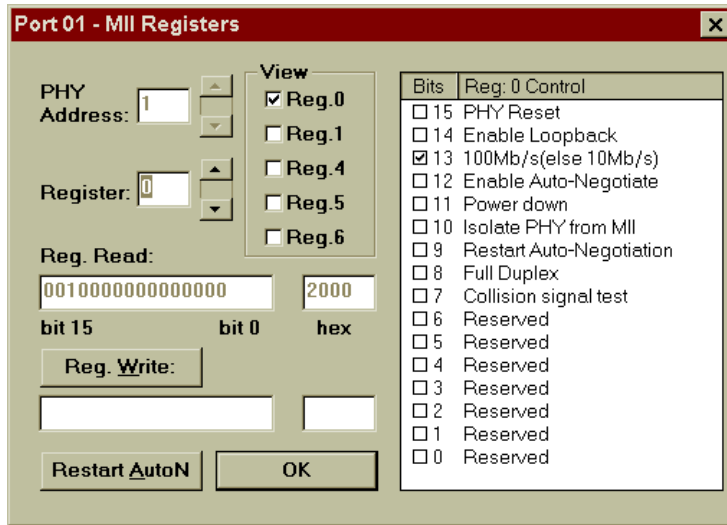 Port 01 - MII Registers
PHY
Address: 1
Register: 0
View
Reg.0
Reg.1
Reg.4
Reg.5
Reg.6
Reg. Read:
0010000000000000 2000
bit 15 bit 0 hex
Reg. Write:
Restart AutoN OK
Bits Reg: 0 Control
15 PHY Reset
14 Enable Loopback
13 100Mb/s(else 10Mb/s)
12 Enable Auto-Negotiate
11 Power down
10 Isolate PHY from MII
9 Restart Auto-Negotiation
8 Full Duplex
7 Collision signal test
6 Reserved
5 Reserved
4 Reserved
3 Reserved
2 Reserved
1 Reserved
0 Reserved